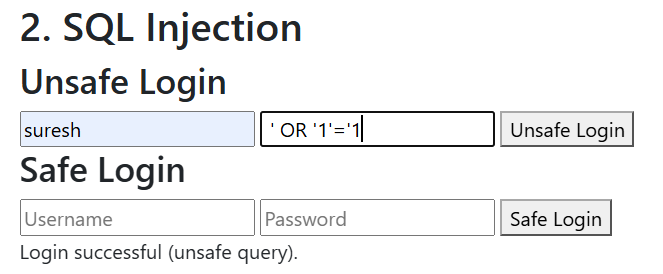 2. SQL Injection
Unsafe Login
suresh ' OR '1'='1 Unsafe Login
Safe Login
Username Password Safe Login
Login successful (unsafe query).